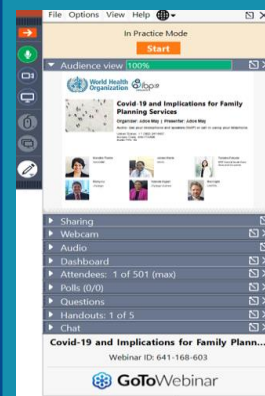 File Options View Help
In Practice Mode
Start
Audience view 100%
World Health Organization
ibp
Covid-19 and Implications for Family Planning Services
Sharing
Webcam
Audio
Dashboard
Attendees: 1 of 501 (max)
Polls (0/0)
Questions
Handouts: 1 of 5
Chat
Covid-19 and Implications for Family Plann...
Webinar ID: 641-168-603
GoToWebinar